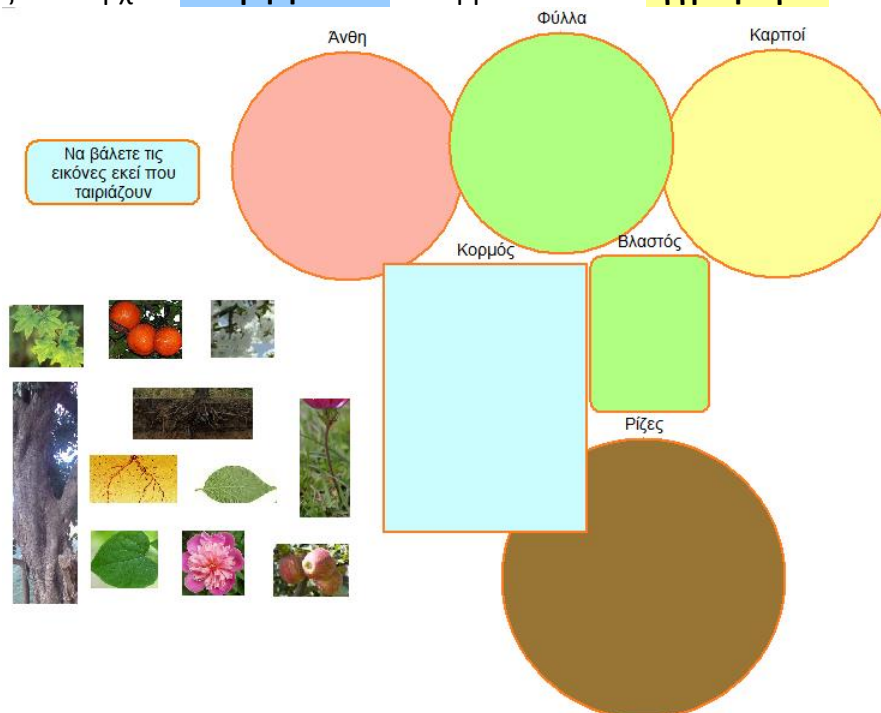 Φύλλα
Άνθη
Καρποί
Να βάλετε τις
εικόνες εκεί που
ταιριάζουν
Κορμός
Βλαστός
Ρίζες